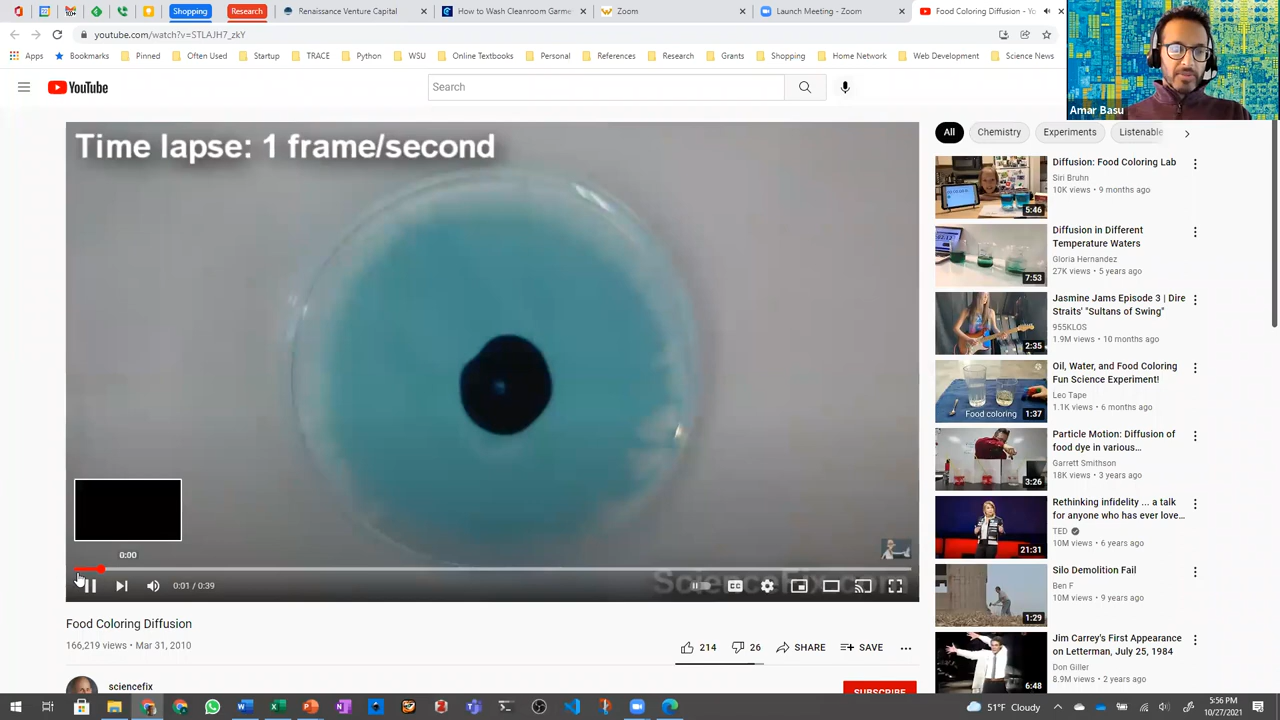 Shopping
Research
Renaissance Venture Capital
How to Wash Cleanroom Garme
Zoom
Launch Meeting - Zoom
Food Coloring Diffusion - Yo
youtube.com/watch?v=STLAJH7_zkY
Apps
Bookmarks
Pinned
Often Used
Startup
TRACE
WSU
Online Textbooks
Personal
References
Research
Grants
Shopping
Home Network
Web Development
Science News
Amar Basu
YouTube
Search
Time lapse: 1 frame/second
0:00
0:01 / 0:39
Food Coloring Diffusion
166,219 views • Mar 31, 2010
214
26
SHARE
SAVE
sciencefix
SUBSCRIBE
All
Chemistry
Experiments
Listenable
Diffusion: Food Coloring Lab
Siri Bruhn
10K views • 9 months ago
5:46
Diffusion in Different
Temperature Waters
Gloria Hernandez
27K views • 5 years ago
7:53
Jasmine Jams Episode 3 | Dire
Straits' "Sultans of Swing"
955KLOS
1.9M views • 10 months ago
2:35
Oil, Water, and Food Coloring
Fun Science Experiment!
Leo Tape
1.1K views • 6 months ago
Food coloring
1:37
Particle Motion: Diffusion of
food dye in various...
Garrett Smithson
18K views • 3 years ago
3:26
Rethinking infidelity ... a talk
for anyone who has ever love...
TED
10M views • 6 years ago
21:31
Silo Demolition Fail
Ben F
10M views • 9 years ago
1:29
Jim Carrey's First Appearance
on Letterman, July 25, 1984
Don Giller
8.9M views • 2 years ago
6:48
51°F Cloudy
5:56 PM
10/27/2021